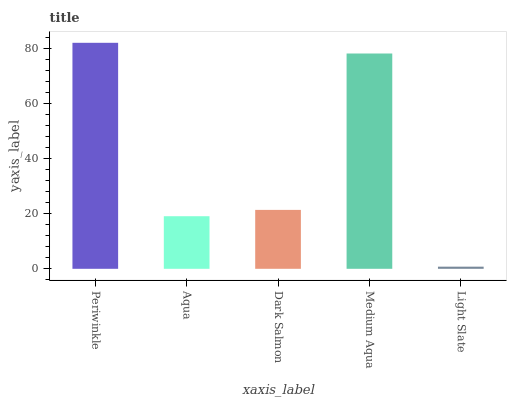 title
yaxis_label
80
60
40
20
0
Periwinkle
Aqua
Dark Salmon
Medium Aqua
Light Slate
xaxis_label